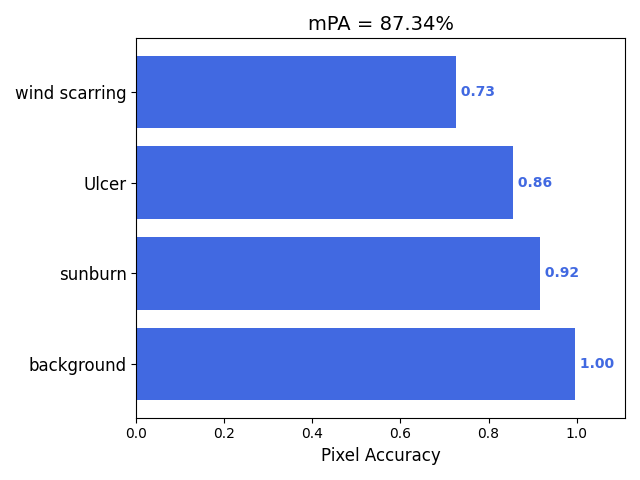 mPA = 87.34%
wind scarring
0.73
Ulcer
0.86
sunburn
0.92
background
1.00
0.0 0.2 0.4 0.6 0.8 1.0
Pixel Accuracy